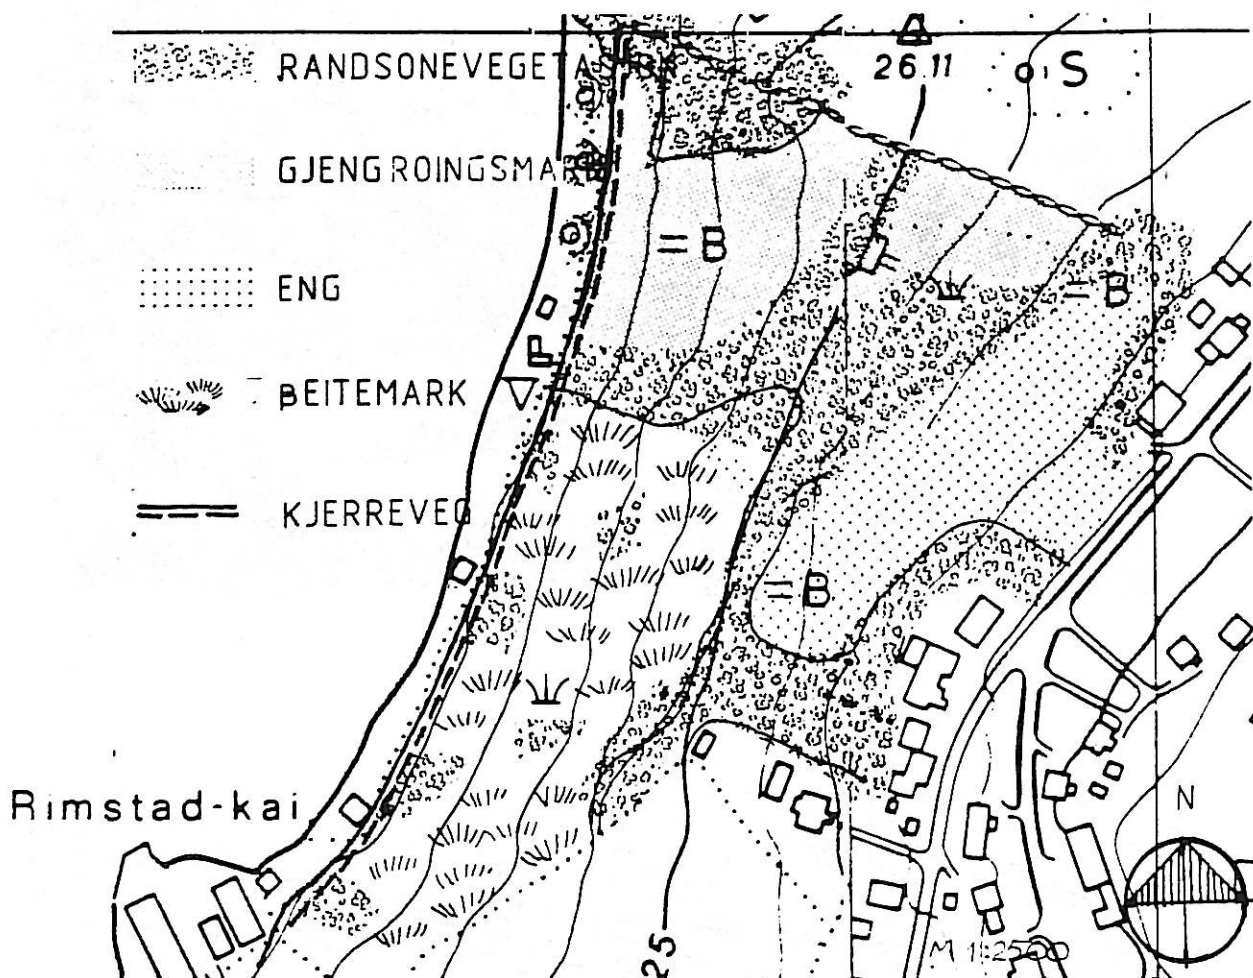 RANDSONEVEGETASJON
26.11
S
GJENGROINGSMARK
= B
= B
ENG
BEITEMARK
KJERREVEG
= B
Rimstad-kai
N
25
M 1:2500